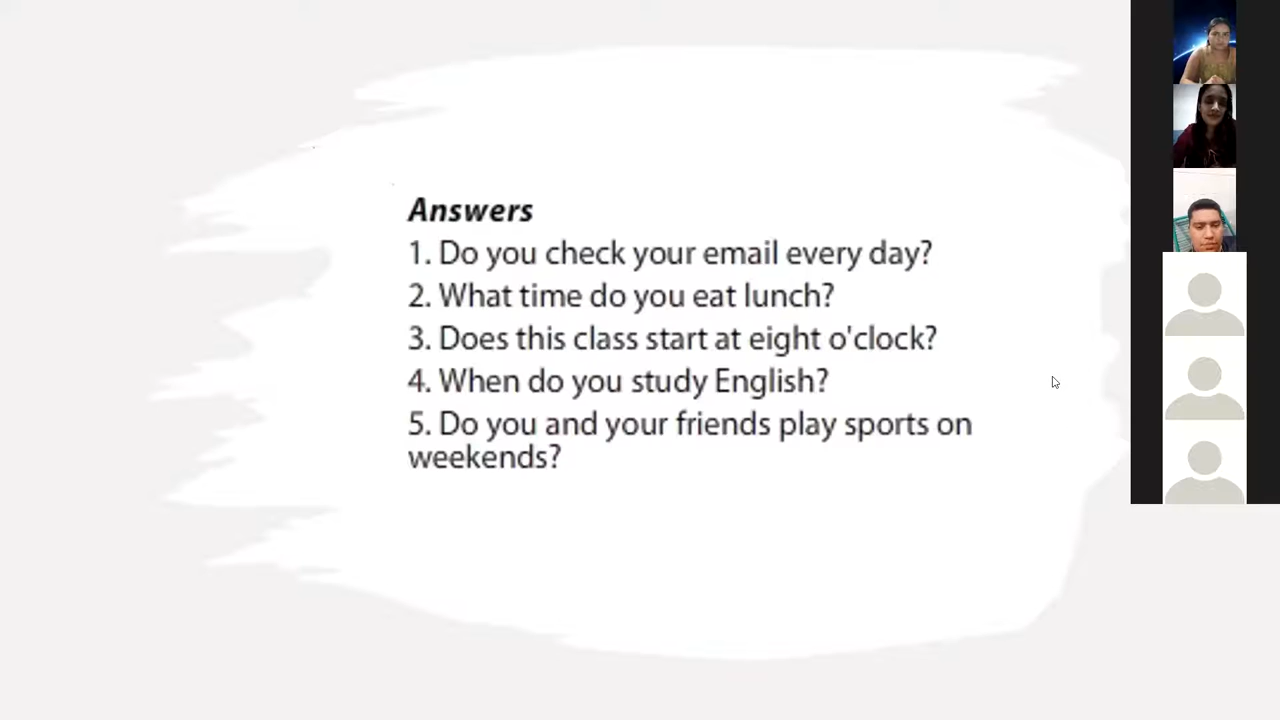 Answers
1. Do you check your email every day?
2. What time do you eat lunch?
3. Does this class start at eight o'clock?
4. When do you study English?
5. Do you and your friends play sports on
weekends?